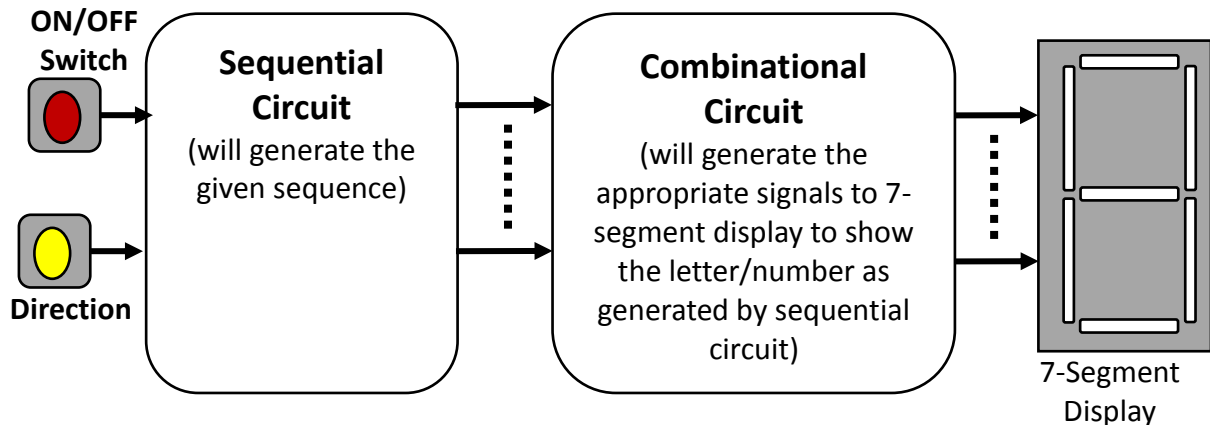 ON/OFF
Switch
Direction
Sequential
Circuit
(will generate the
given sequence)
Combinational
Circuit
(will generate the
appropriate signals to 7-
segment display to show
the letter/number as
generated by sequential
circuit)
7-Segment
Display